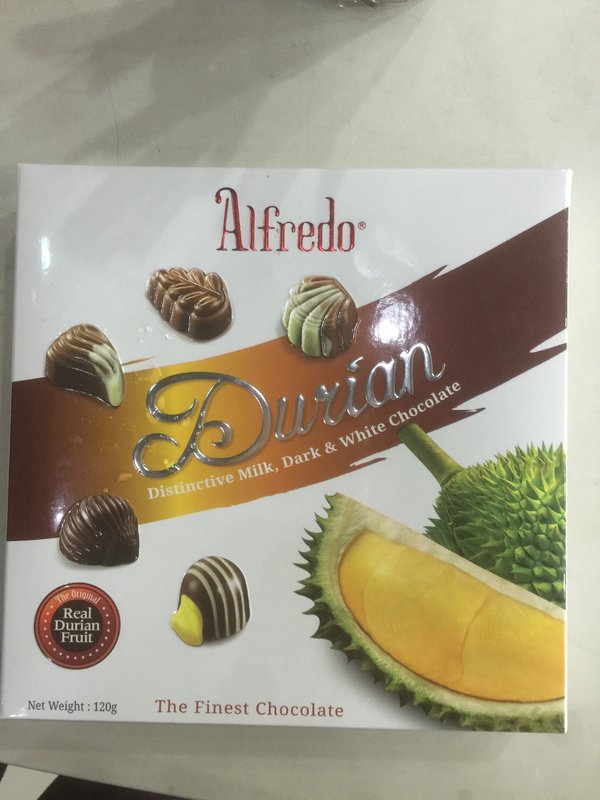 Alfredo®
Durian
Distinctive Milk, Dark & White Chocolate
The Original
Real
Durian
Fruit
Net Weight : 120g
The Finest Chocolate